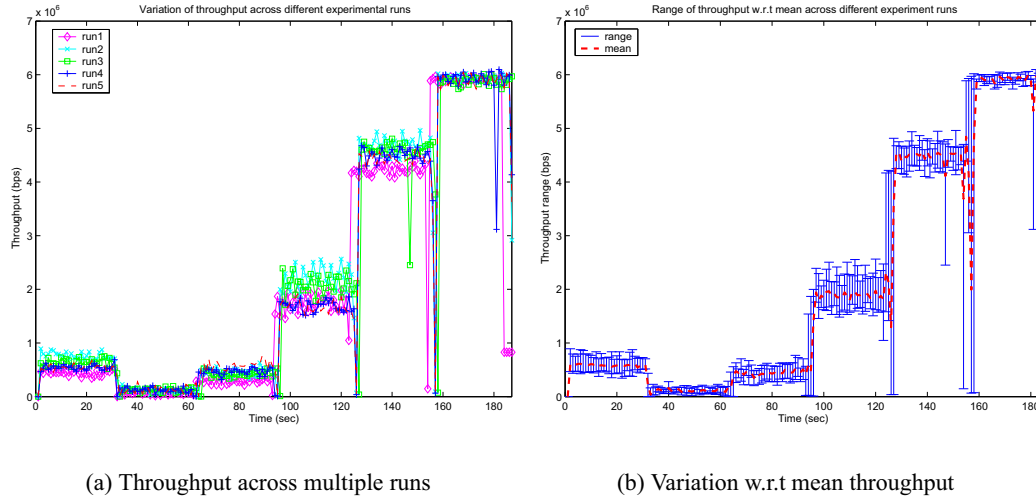 Variation of throughput across different experimental runs
7 x 10^6
run1
run2
run3
run4
run5
6
5
4
3
2
1
0
Throughput (bps)
0 20 40 60 80 100 120 140 160 180
Time (sec)
(a) Throughput across multiple runs
Range of throughput w.r.t mean across different experiment runs
7 x 10^6
range
mean
6
5
4
3
2
1
0
Throughput range (bps)
0 20 40 60 80 100 120 140 160 180
Time (sec)
(b) Variation w.r.t mean throughput